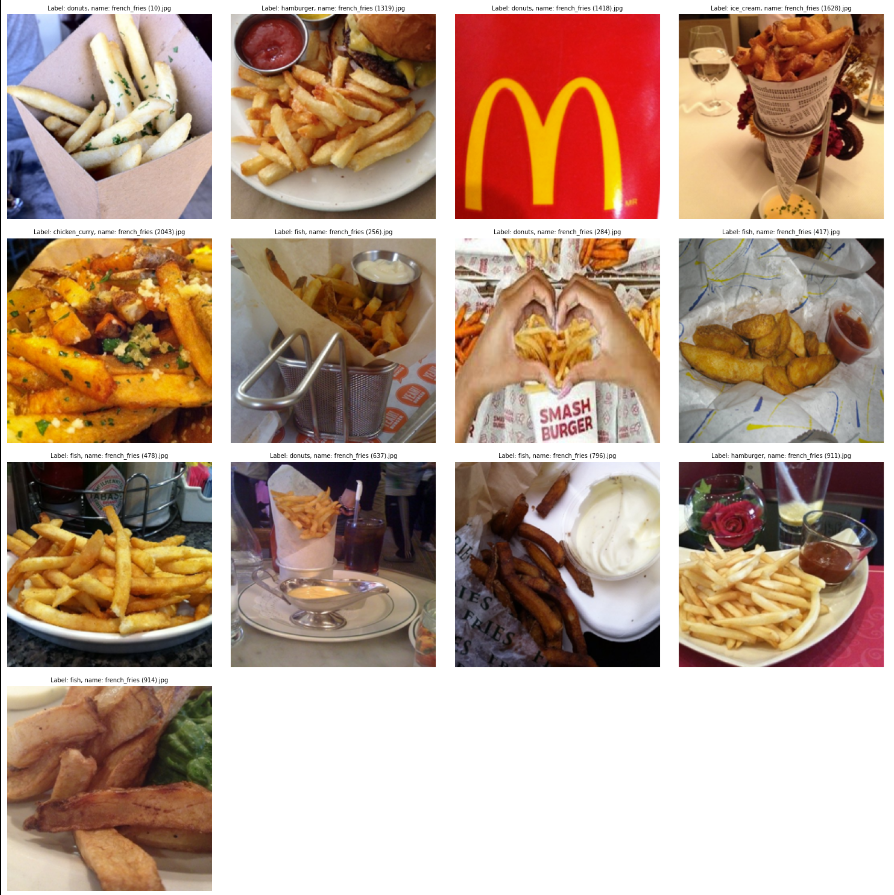 Label: donuts, name: french_fries (10).jpg
Label: hamburger, name: french_fries (1319).jpg
Label: donuts, name: french_fries (1418).jpg
Label: ice_cream, name: french_fries (1628).jpg
Label: chicken_curry, name: french_fries (2043).jpg
Label: fish, name: french_fries (256).jpg
Label: donuts, name: french_fries (284).jpg
Label: fish, name: french_fries (417).jpg
SMASH
BURGER
Label: fish, name: french_fries (478).jpg
Label: donuts, name: french_fries (637).jpg
Label: fish, name: french_fries (796).jpg
Label: hamburger, name: french_fries (911).jpg
FRIES
Label: fish, name: french_fries (914).jpg